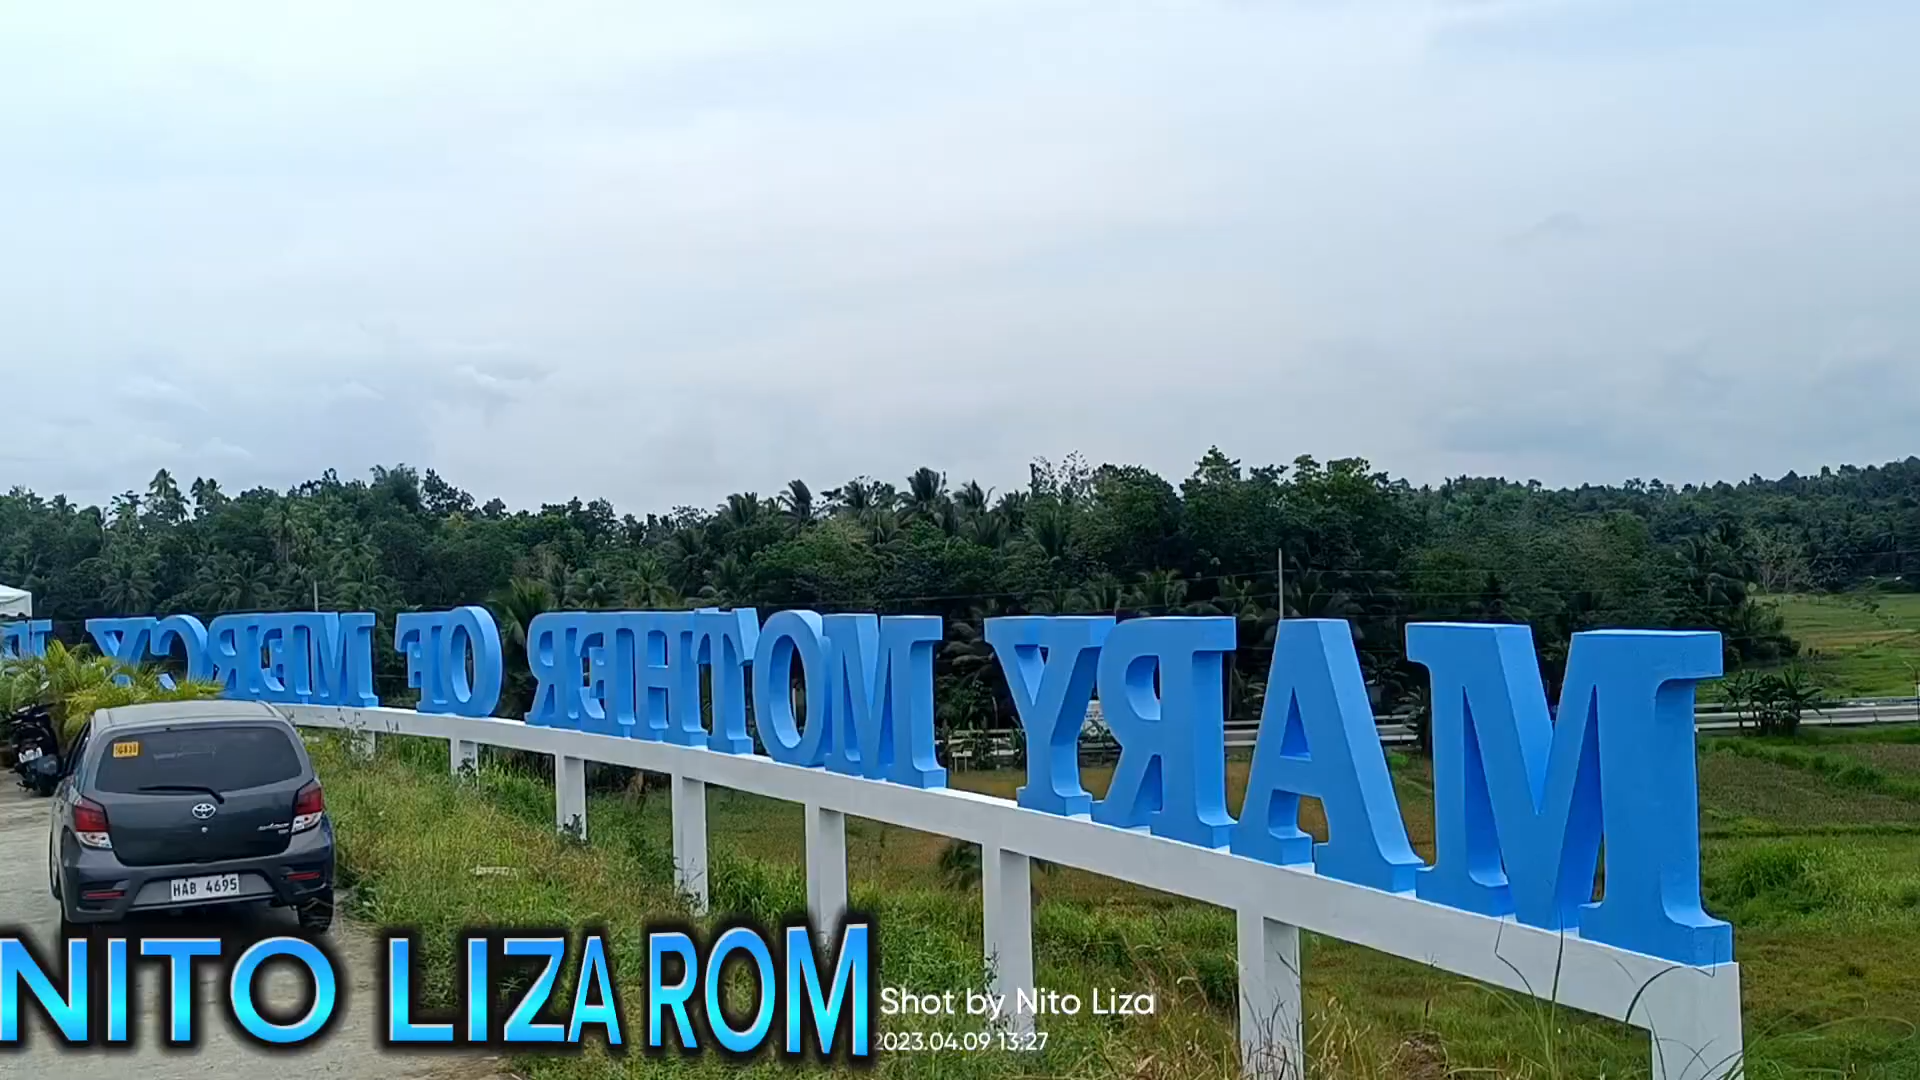 MARY MOTHER OF MERCY
HAB 4695
NITO LIZA ROM
Shot by Nito Liza
2023.04.09 13:27